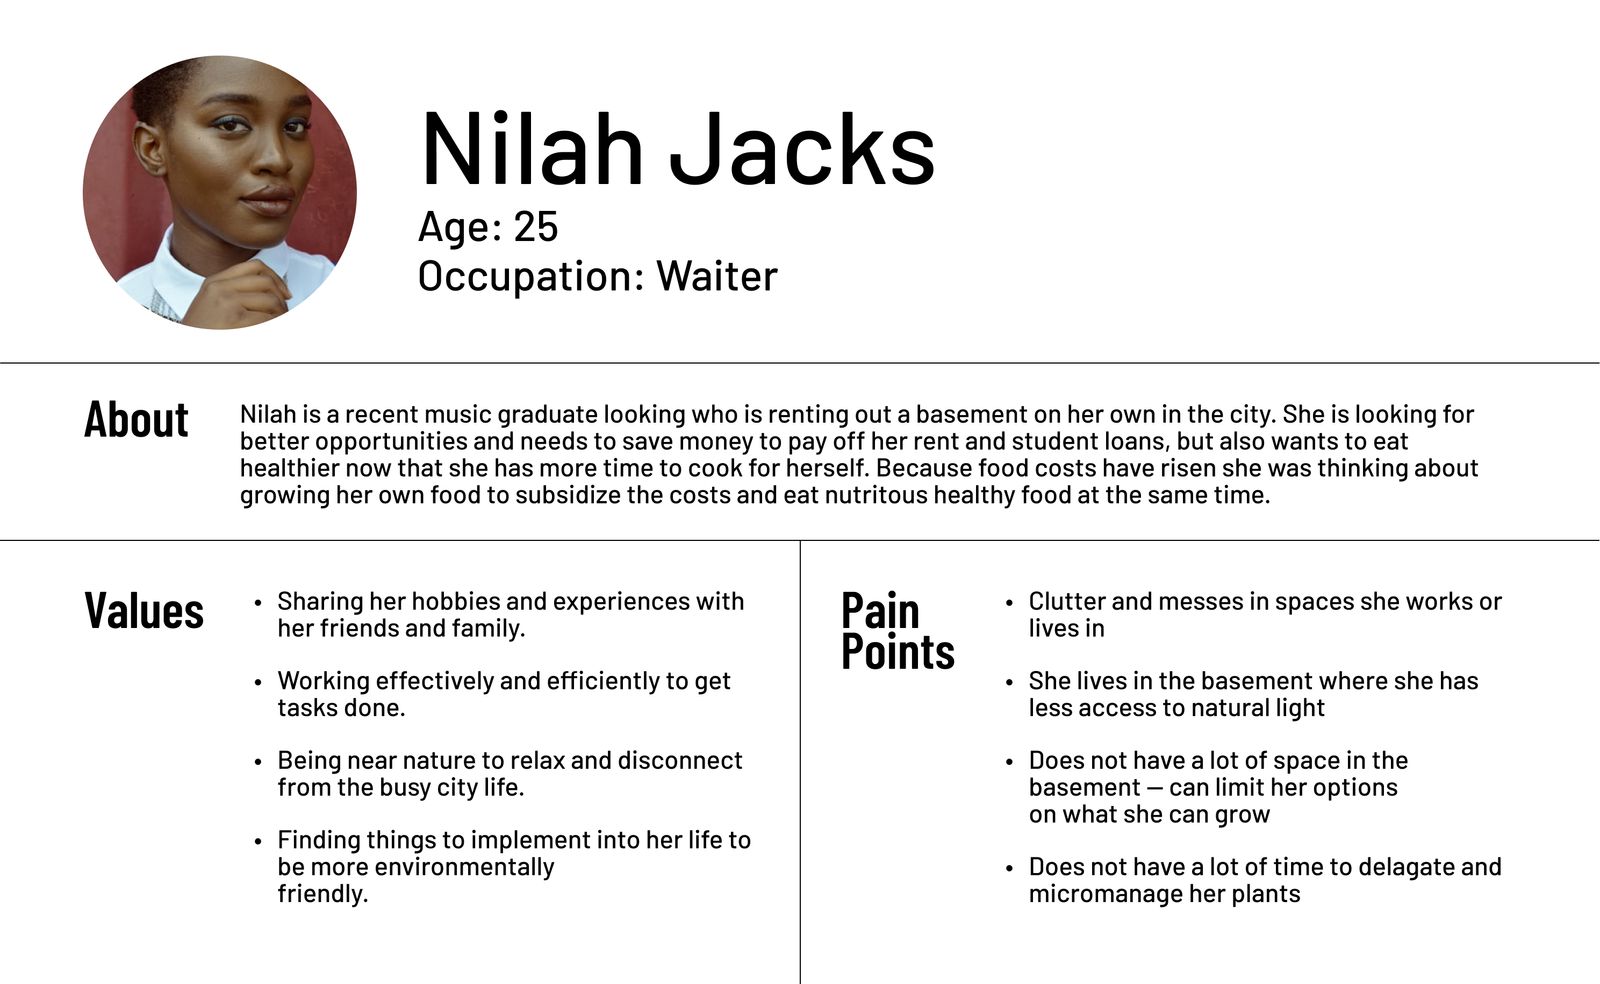 Nilah Jacks
Age: 25
Occupation: Waiter
About
Nilah is a recent music graduate looking who is renting out a basement on her own in the city. She is looking for
better opportunities and needs to save money to pay off her rent and student loans, but also wants to eat
healthier now that she has more time to cook for herself. Because food costs have risen she was thinking about
growing her own food to subsidize the costs and eat nutritous healthy food at the same time.
Values
• Sharing her hobbies and experiences with
her friends and family.
• Working effectively and efficiently to get
tasks done.
• Being near nature to relax and disconnect
from the busy city life.
• Finding things to implement into her life to
be more environmentally
friendly.
Pain
Points
• Clutter and messes in spaces she works or
lives in
• She lives in the basement where she has
less access to natural light
• Does not have a lot of space in the
basement – can limit her options
on what she can grow
• Does not have a lot of time to delagate and
micromanage her plants